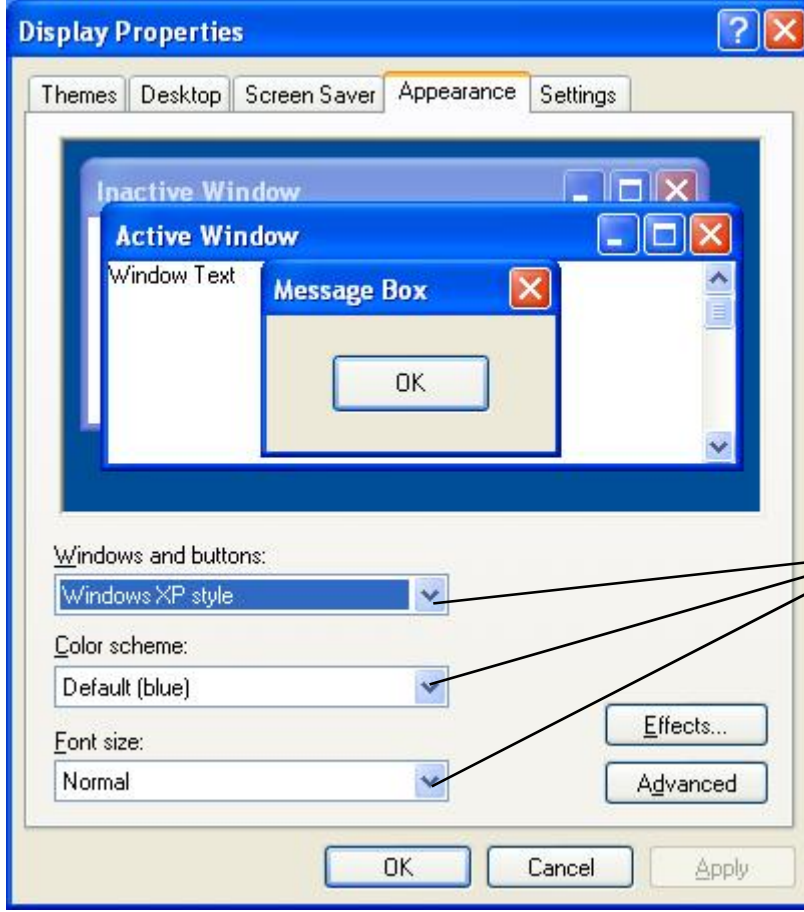 Display Properties
Themes Desktop Screen Saver Appearance Settings
Inactive Window
Active Window
Window Text
Message Box
OK
Windows and buttons:
Windows XP style
Color scheme:
Default (blue)
Effects...
Font size:
Normal
Advanced
OK Cancel Apply